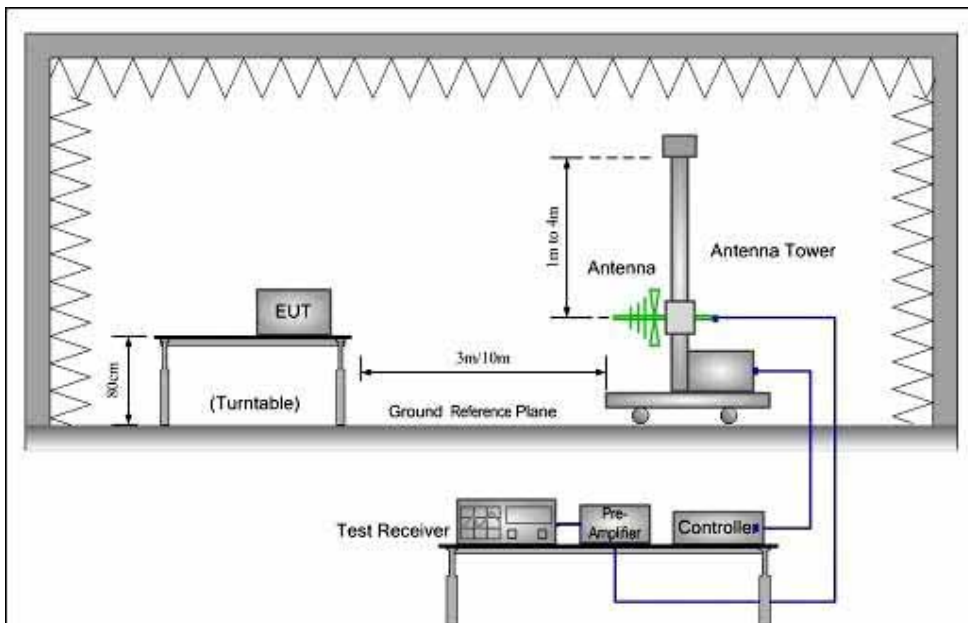 1m to 4m
Antenna
Antenna Tower
EUT
3m/10m
80cm
(Turntable)
Ground Reference Plane
Test Receiver
Pre-
Amplifier
Controller